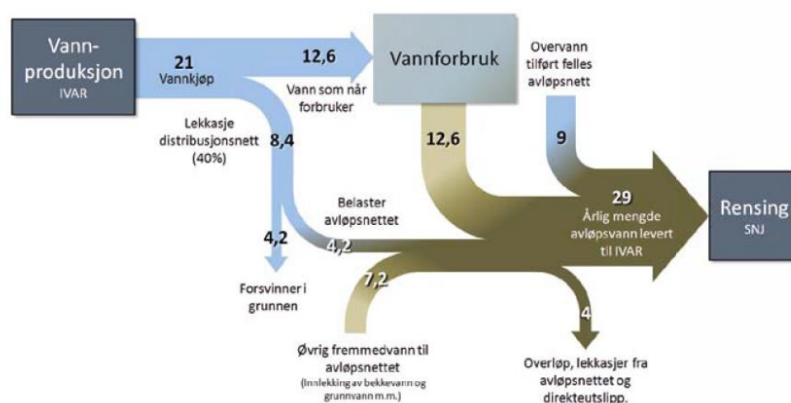 Vann-
produksjon
IVAR
21
Vannkjøp
12,6
Vann som når
forbruker
Vannforbruk
Overvann
tilført felles
avløpsnett
Lekkasje
distribusjonsnett
(40%)
8,4
12,6
9
Belaster
avløpsnettet
4,2
4,2
29
Årlig mengde
avløpsvann levert
til IVAR
Rensing
SNJ
Forsvinner i
grunnen
7,2
4
Øvrig fremmedvann til
avløpsnettet
(Innlekking av bekkevann og
grunnvann m.m.)
Overløp, lekkasjer fra
avløpsnettet og
direkteutslipp.